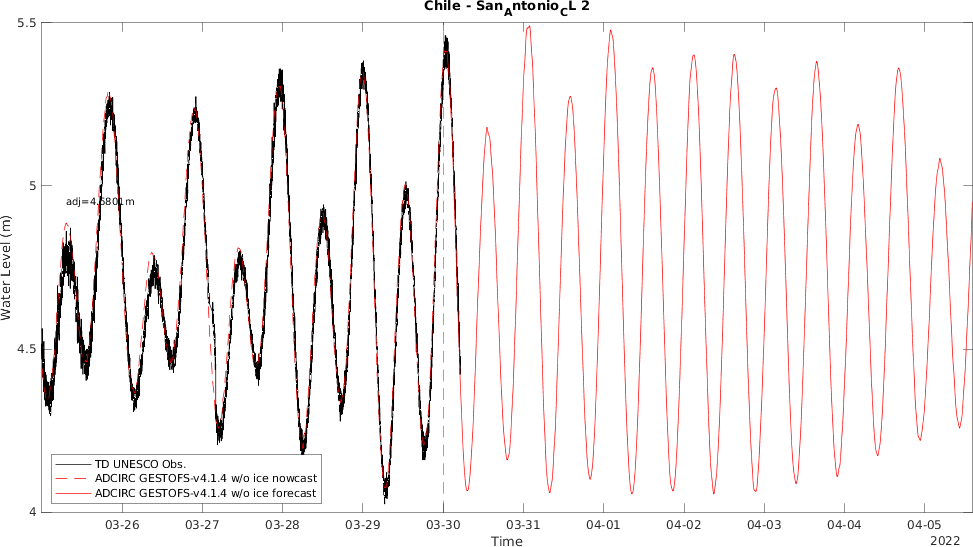 Chile - SanAntonioCL 2
5.5
5
4.5
4
Water Level (m)
adj=4.6801m
TD UNESCO Obs.
ADCIRC GESTOFS-v4.1.4 w/o ice nowcast
ADCIRC GESTOFS-v4.1.4 w/o ice forecast
03-26 03-27 03-28 03-29 03-30 03-31 04-01 04-02 04-03 04-04 04-05
Time
2022